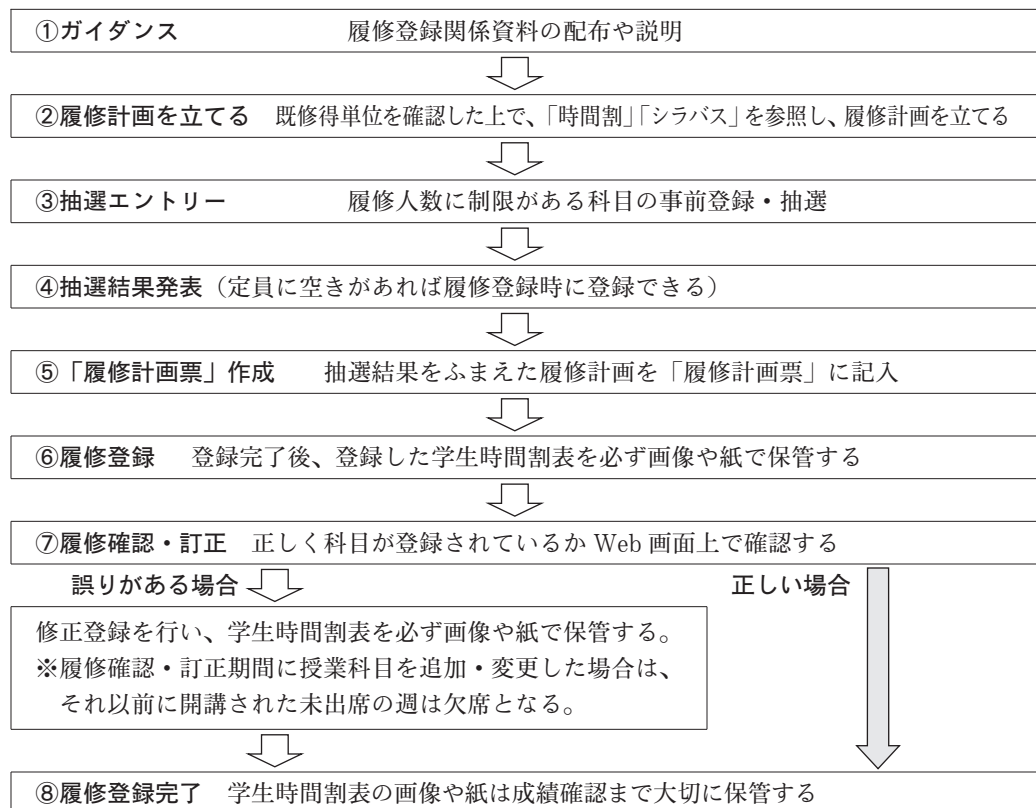 ①ガイダンス 履修登録関係資料の配布や説明
②履修計画を立てる 既修得単位を確認した上で、「時間割」「シラバス」を参照し、履修計画を立てる
③抽選エントリー 履修人数に制限がある科目の事前登録・抽選
④抽選結果発表（定員に空きがあれば履修登録時に登録できる）
⑤「履修計画票」作成 抽選結果をふまえた履修計画を「履修計画票」に記入
⑥履修登録 登録完了後、登録した学生時間割表を必ず画像や紙で保管する
⑦履修確認・訂正 正しく科目が登録されているか Web 画面上で確認する
誤りがある場合 正しい場合
修正登録を行い、学生時間割表を必ず画像や紙で保管する。
※履修確認・訂正期間に授業科目を追加・変更した場合は、
それ以前に開講された未出席の週は欠席となる。
⑧履修登録完了 学生時間割表の画像や紙は成績確認まで大切に保管する